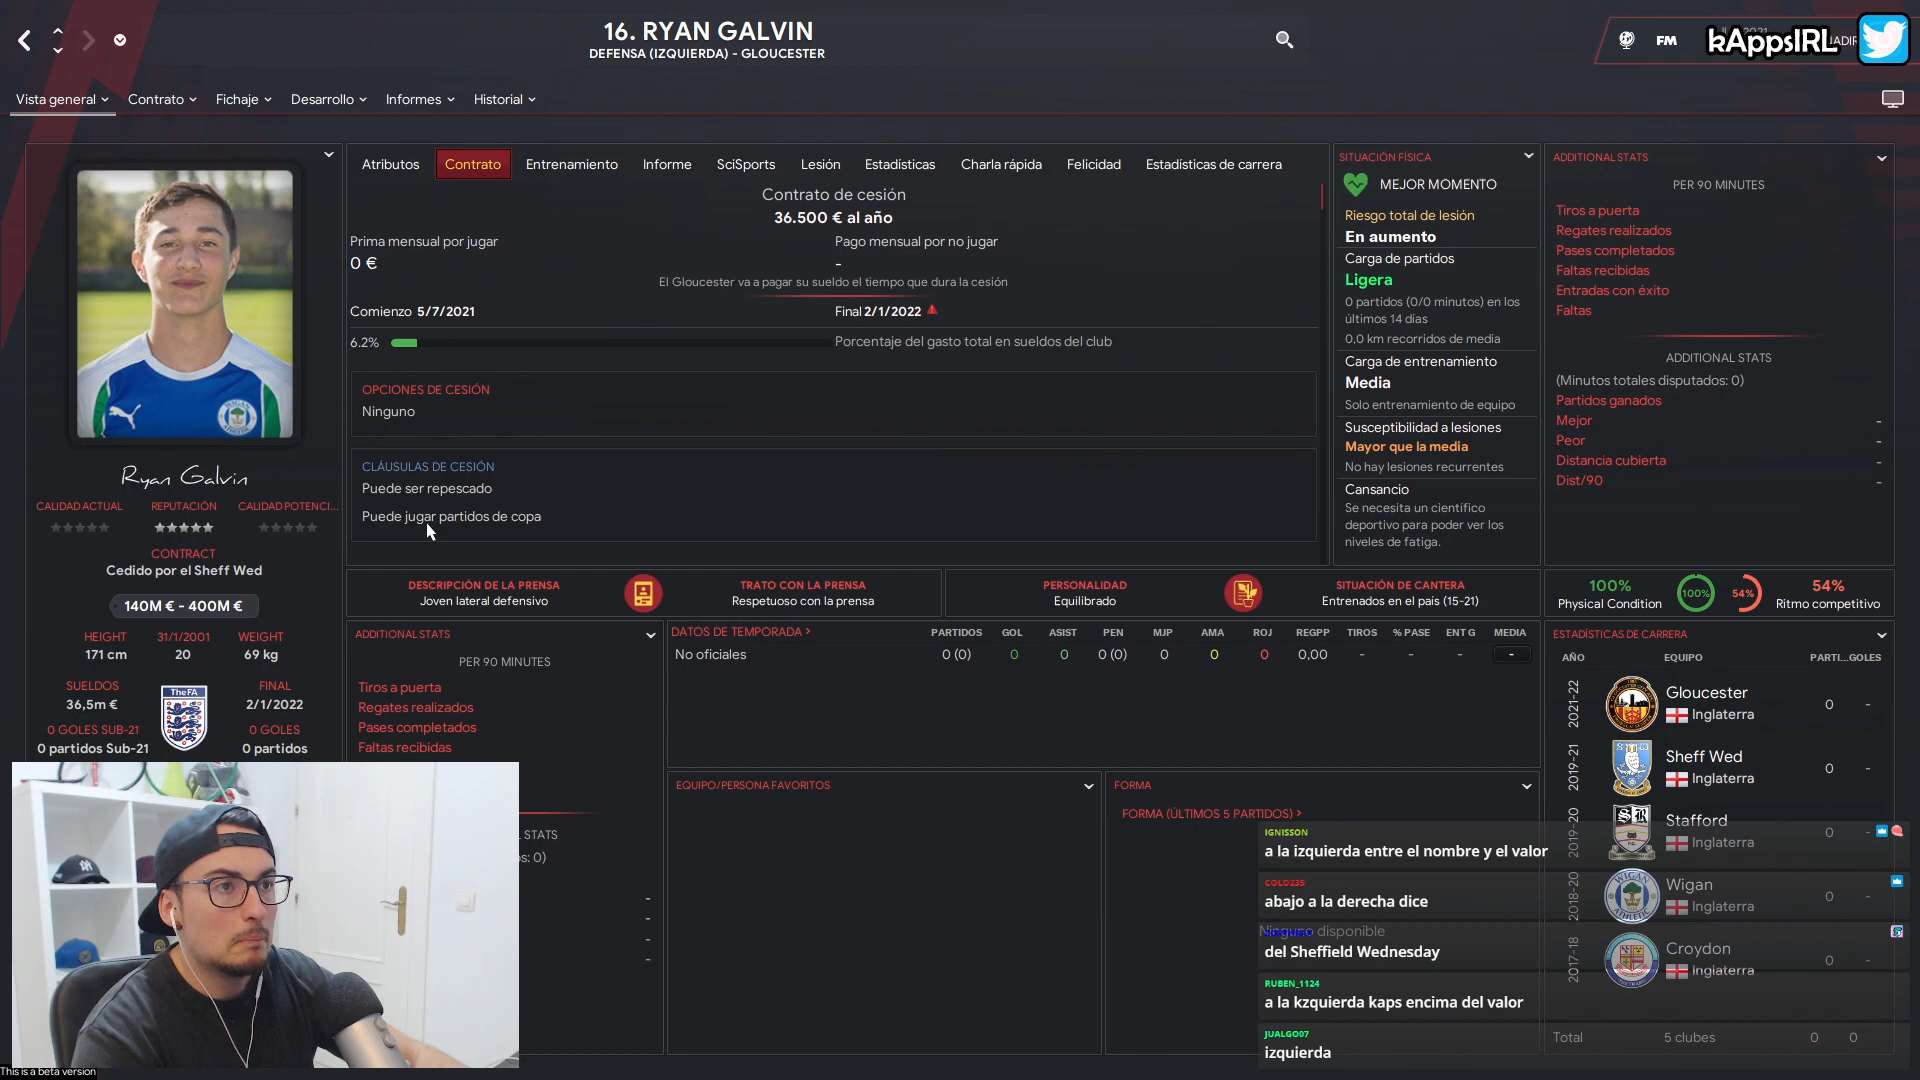 16. RYAN GALVIN
DEFENSA (IZQUIERDA) - GLOUCESTER
FM
kAppsIRL
Vista general
Contrato
Fichaje
Desarrollo
Informes
Historial
Atributos
Contrato
Entrenamiento
Informe
SciSports
Lesión
Estadísticas
Charla rápida
Felicidad
Estadísticas de carrera
Contrato de cesión
36.500 € al año
Prima mensual por jugar
Pago mensual por no jugar
0 €
-
El Gloucester va a pagar su sueldo el tiempo que dura la cesión
Comienzo 5/7/2021
Final 2/1/2022
6.2%
Porcentaje del gasto total en sueldos del club
OPCIONES DE CESIÓN
Ninguno
CLÁUSULAS DE CESIÓN
Puede ser repescado
Puede jugar partidos de copa
SITUACIÓN FÍSICA
MEJOR MOMENTO
Riesgo total de lesión
En aumento
Carga de partidos
Ligera
0 partidos (0/0 minutos) en los
últimos 14 días
0,0 km recorridos de media
Carga de entrenamiento
Media
Solo entrenamiento de equipo
Susceptibilidad a lesiones
Mayor que la media
No hay lesiones recurrentes
Cansancio
Se necesita un científico
deportivo para poder ver los
niveles de fatiga.
ADDITIONAL STATS
PER 90 MINUTES
Tiros a puerta
Regates realizados
Pases completados
Faltas recibidas
Entradas con éxito
Faltas
ADDITIONAL STATS
(Minutos totales disputados: 0)
Partidos ganados
Mejor -
Peor -
Distancia cubierta -
Dist/90 -
Ryan Galvin
CALIDAD ACTUAL
REPUTACIÓN
CALIDAD POTENCI...
CONTRACT
Cedido por el Sheff Wed
140M € - 400M €
HEIGHT
31/1/2001
WEIGHT
171 cm
20
69 kg
SUELDOS
FINAL
36,5m €
The FA
2/1/2022
0 GOLES SUB-21
0 GOLES
0 partidos Sub-21
0 partidos
DESCRIPCIÓN DE LA PRENSA
Joven lateral defensivo
TRATO CON LA PRENSA
Respetuoso con la prensa
PERSONALIDAD
Equilibrado
SITUACIÓN DE CANTERA
Entrenados en el país (15-21)
100%
Physical Condition
100%
54%
54%
Ritmo competitivo
ADDITIONAL STATS
PER 90 MINUTES
Tiros a puerta
Regates realizados
Pases completados
Faltas recibidas
STATS
os: 0)
-
-
-
-
DATOS DE TEMPORADA >
PARTIDOS GOL ASIST PEN MJP AMA ROJ REGPP TIROS % PASE ENT G MEDIA
No oficiales 0 (0) 0 0 0 (0) 0 0 0 0,00 - - - -
EQUIPO/PERSONA FAVORITOS
FORMA
FORMA (ÚLTIMOS 5 PARTIDOS) >
Ninguno disponible
ESTADÍSTICAS DE CARRERA
AÑO EQUIPO PARTI...GOLES
2021-22 Gloucester 0 -
Inglaterra
2019-21 Sheff Wed 0 -
Inglaterra
2019-20 Stafford 0 -
Inglaterra
2018-20 Wigan 0 -
Inglaterra
2017-18 Croydon 0 -
Inglaterra
Total 5 clubes 0 0
IGNISSON
a la izquierda entre el nombre y el valor
COLO235
abajo a la derecha dice
del Sheffield Wednesday
RUBEN_1124
a la kzquierda kaps encima del valor
JUALGO07
izquierda
This is a beta version